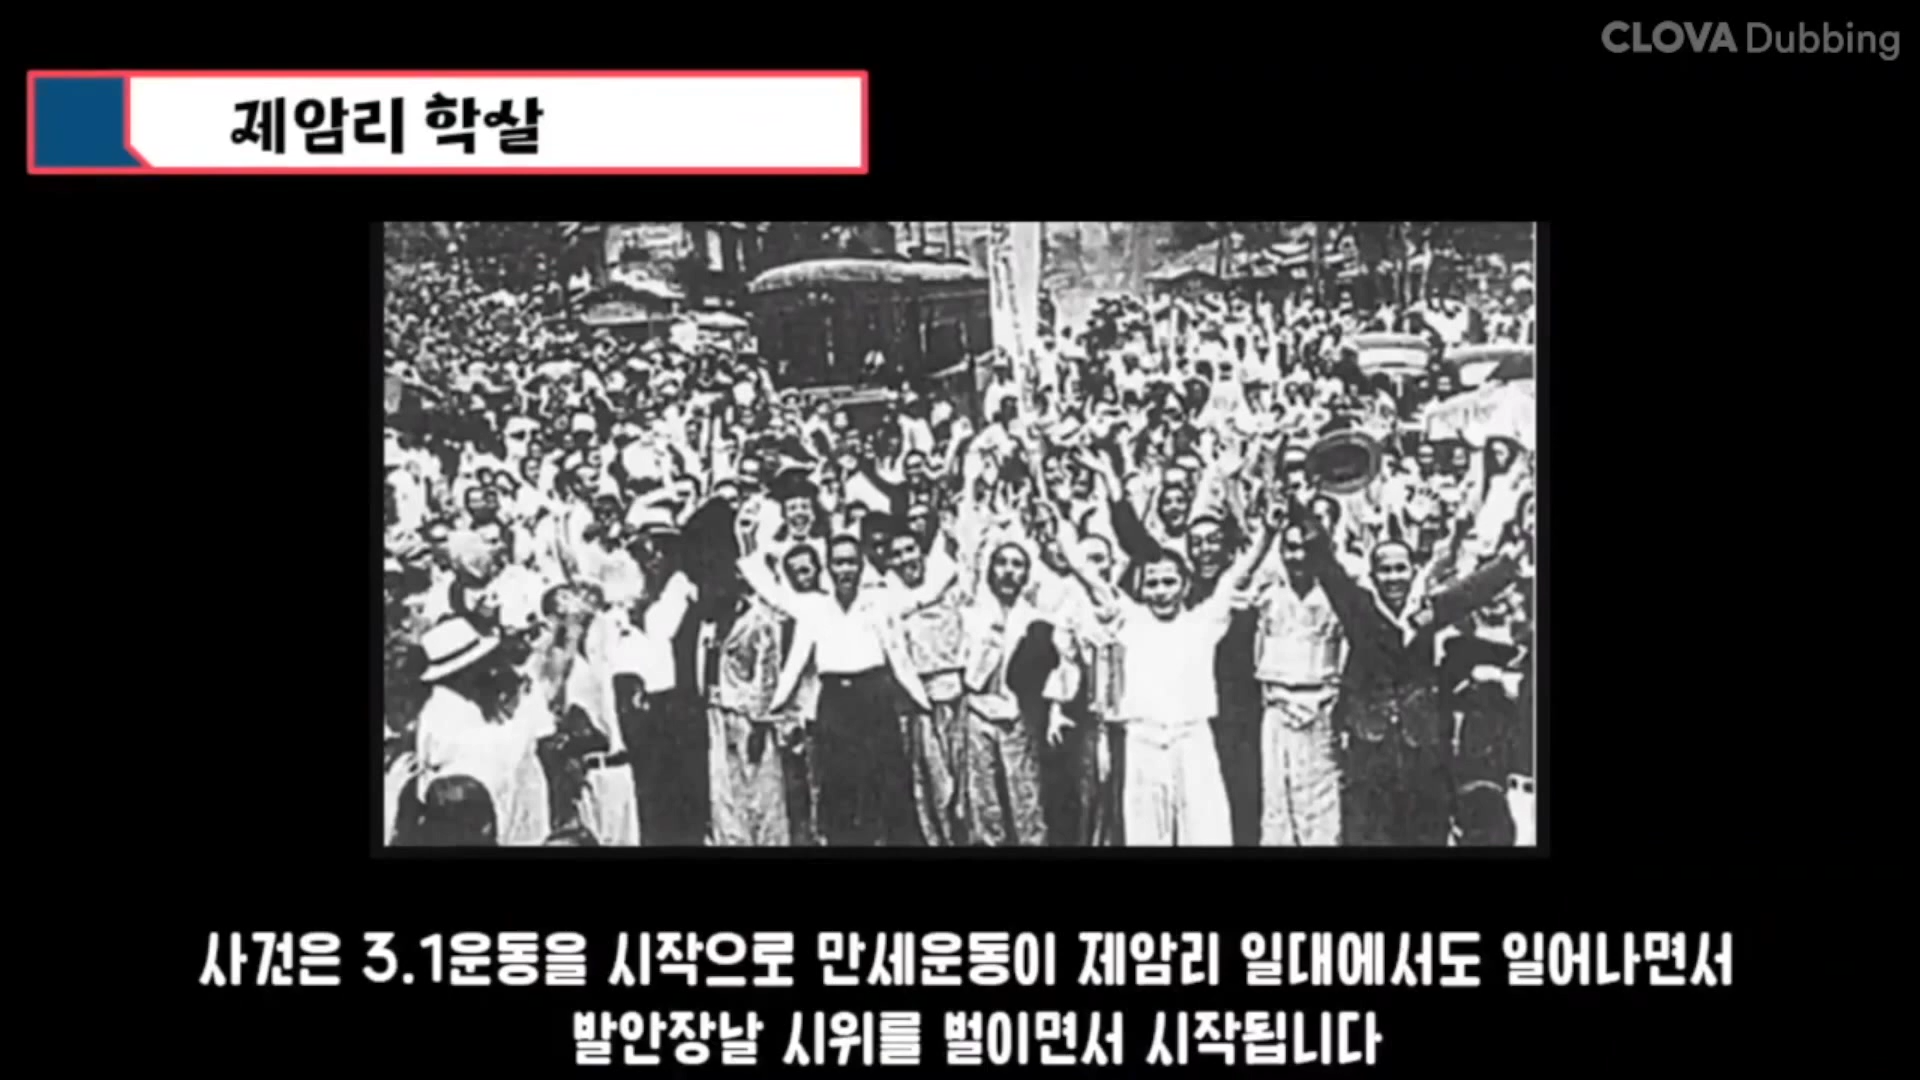 CLOVA Dubbing
제암리 학살
사건은 3.1운동을 시작으로 만세운동이 제암리 일대에서도 일어나면서
발안장날 시위를 벌이면서 시작됩니다